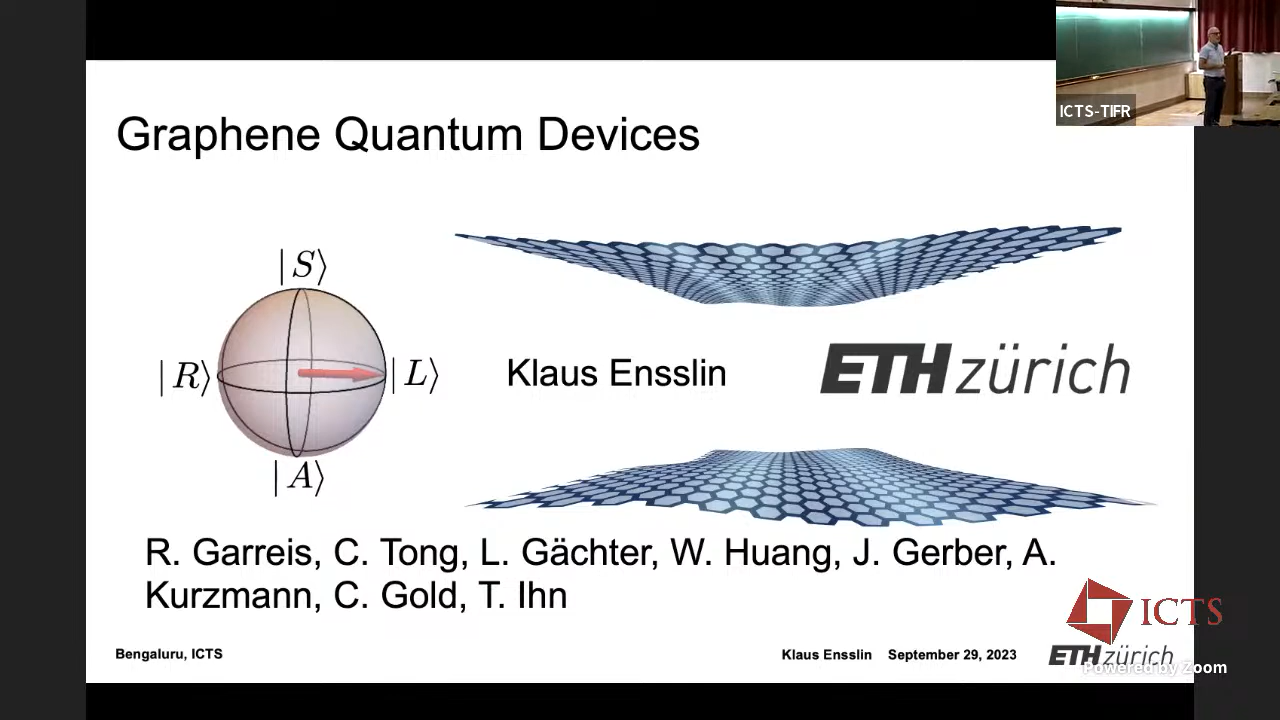 ICTS-TIFR
Graphene Quantum Devices
|S⟩
|R⟩
|L⟩
|A⟩
Klaus Ensslin
ETH zürich
R. Garreis, C. Tong, L. Gächter, W. Huang, J. Gerber, A.
Kurzmann, C. Gold, T. Ihn
ICTS
Bengaluru, ICTS
Klaus Ensslin September 29, 2023
ETH zürich
Powered by Zoom